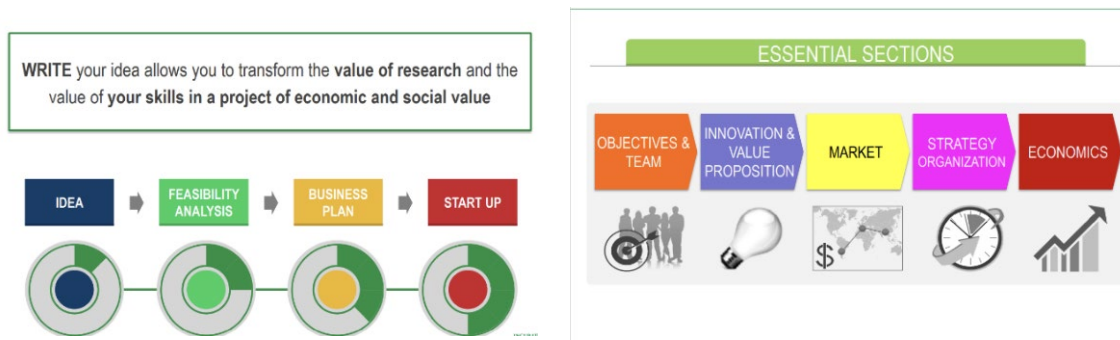 WRITE your idea allows you to transform the value of research and the
value of your skills in a project of economic and social value
IDEA
FEASIBILITY
ANALYSIS
BUSINESS
PLAN
START UP
ESSENTIAL SECTIONS
OBJECTIVES &
TEAM
INNOVATION &
VALUE
PROPOSITION
MARKET
STRATEGY
ORGANIZATION
ECONOMICS
$